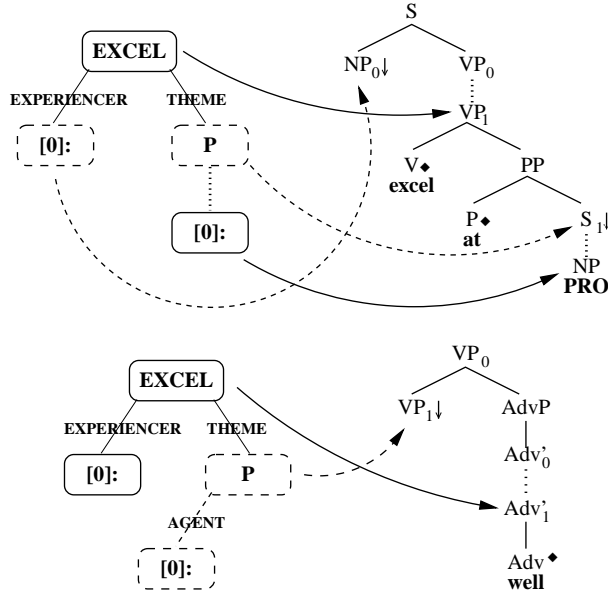 S
EXCEL
NP₀↓ VP₀
EXPERIENCER THEME
VP₁
[0]: P
V◆ PP
excel
P◆ S₁↓
at
[0]:
NP
PRO
VP₀
EXCEL
VP₁↓ AdvP
EXPERIENCER THEME
Adv'₀
[0]: P
Adv'₁
AGENT
[0]: Adv◆
well